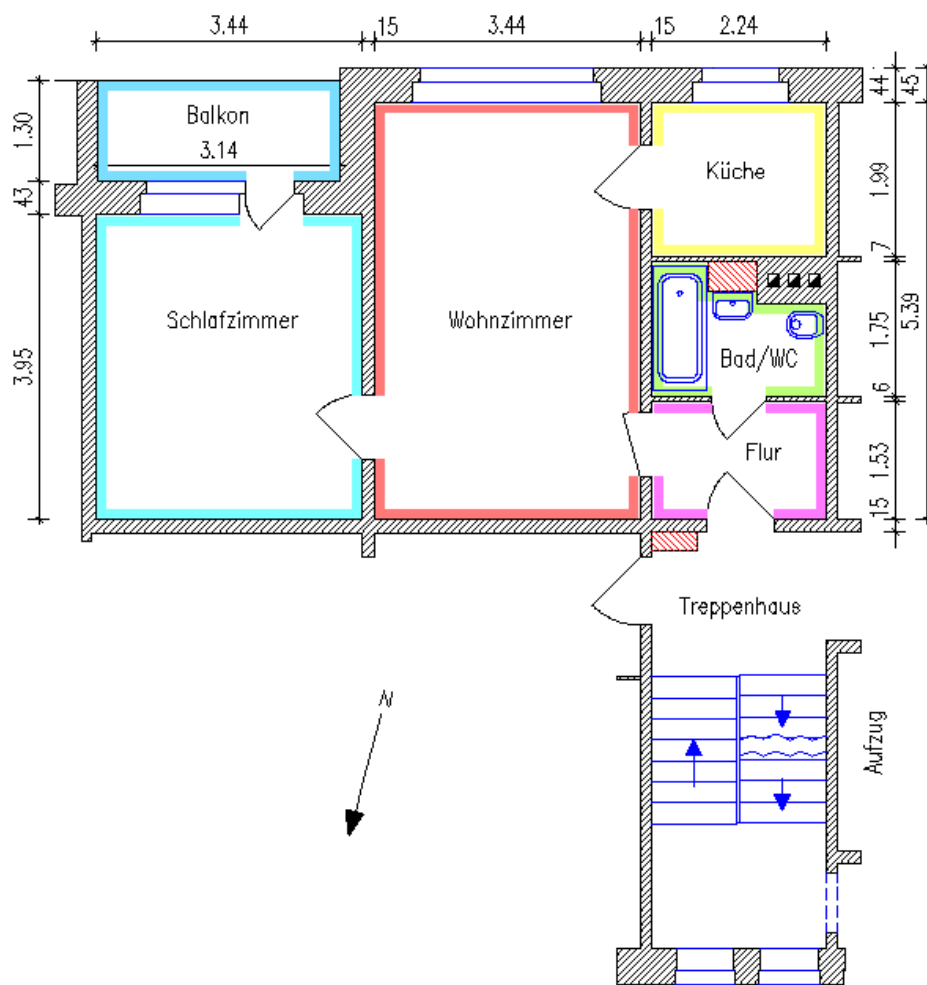 3.44 15 3.44 15 2.24
44 45
Balkon
3.14
1.30
Küche
1.99
43
7
Schlafzimmer
Wohnzimmer
5.39
1.75
Bad/WC
3.95
6
Flur
1.53
15
Treppenhaus
N
Aufzug